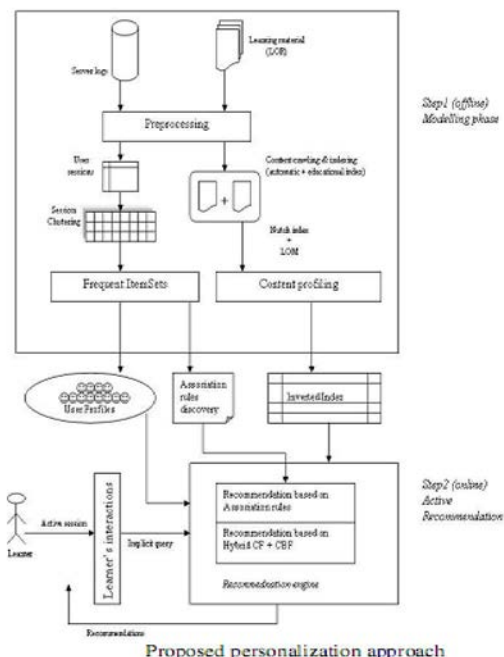 Learning material
(LOR)
Server logs
Step1 (offline)
Modelling phase
Preprocessing
User
sessions
Content crawling & indexing
(automatic + educational index)
+
Session
Clustering
Nutch index
+
LOM
Frequent ItemSets
Content profiling
User Profiles
Association
rules
discovery
InvertedIndex
Step2 (online)
Active
Recommendation
Learner
Active session
Learner's interactions
Implicit query
Recommendation based on
Association rules
Recommendation based on
Hybrid CF + CBF
Recommendation engine
Recommendations
Proposed personalization approach